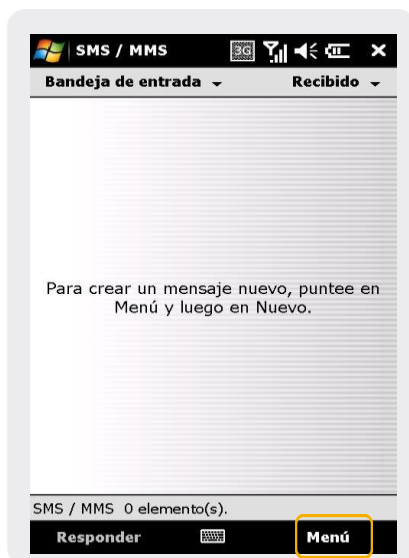 SMS / MMS 3G
Bandeja de entrada Recibido
Para crear un mensaje nuevo, puntee en
Menú y luego en Nuevo.
SMS / MMS 0 elemento(s).
Responder Menú